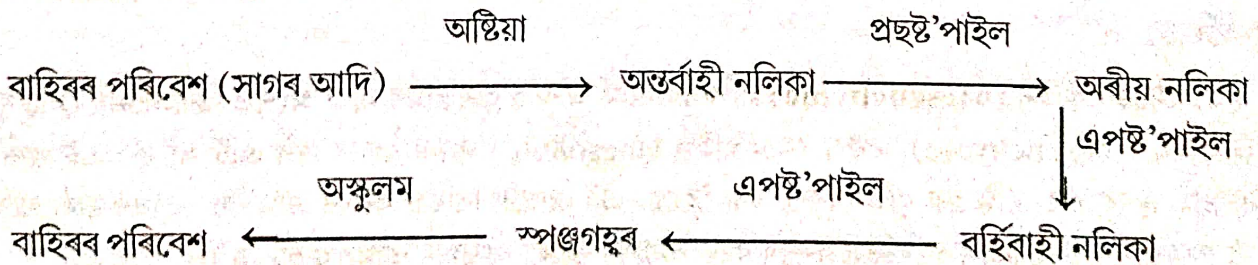 অষ্টিয়া প্ৰছষ্ট’পাইল
বাহিৰৰ পৰিবেশ (সাগৰ আদি) অন্তৰ্বাহী নলিকা অৰীয় নলিকা
এপষ্ট’পাইল
অস্কুলম এপষ্ট’পাইল
বাহিৰৰ পৰিবেশ স্পঞ্জগহ্বৰ বৰ্হিবাহী নলিকা